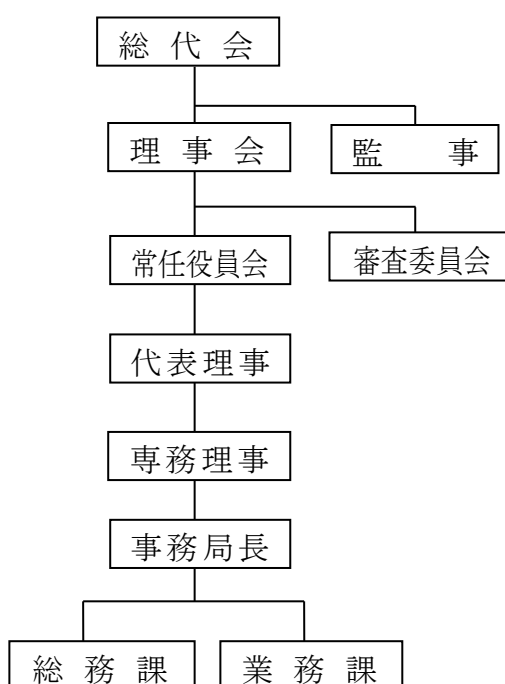 総代会
理事会
監事
常任役員会
審査委員会
代表理事
専務理事
事務局長
総務課
業務課